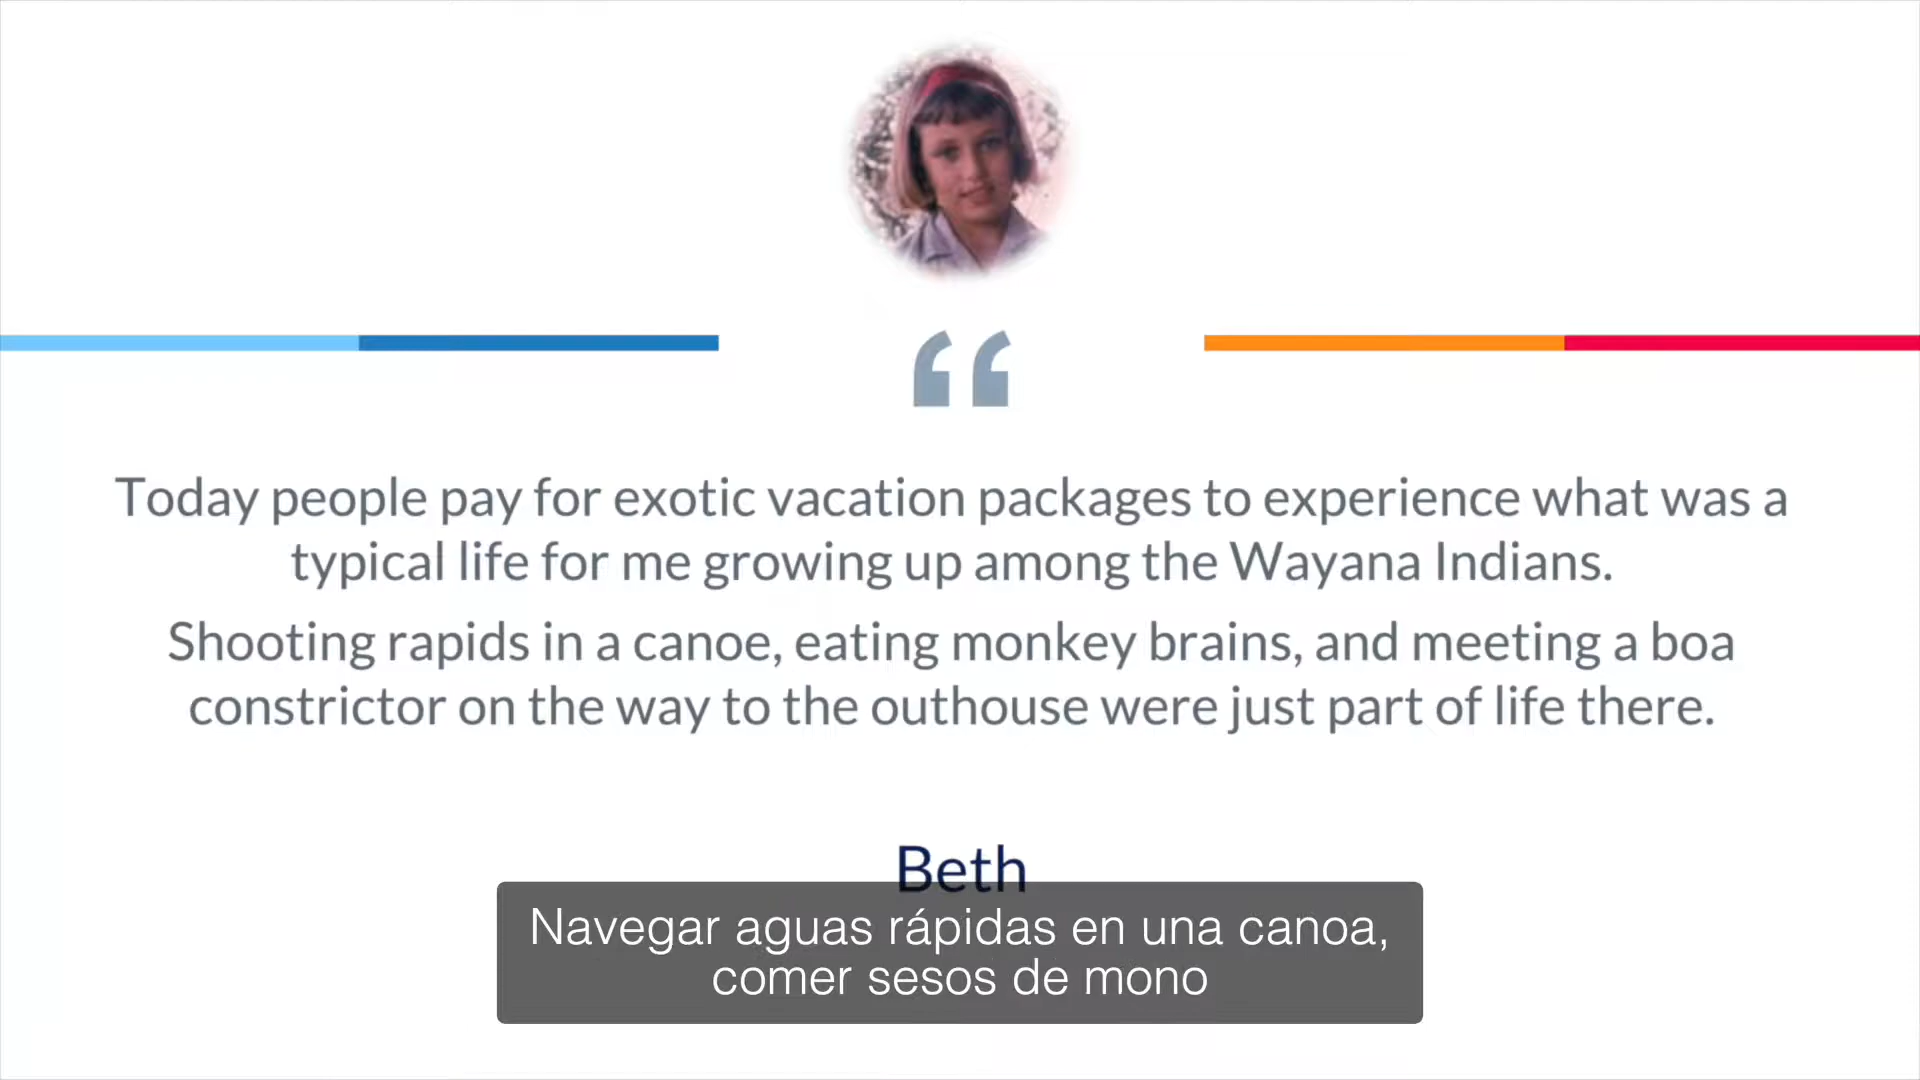 “
Today people pay for exotic vacation packages to experience what was a
typical life for me growing up among the Wayana Indians.
Shooting rapids in a canoe, eating monkey brains, and meeting a boa
constrictor on the way to the outhouse were just part of life there.
Beth
Navegar aguas rápidas en una canoa,
comer sesos de mono